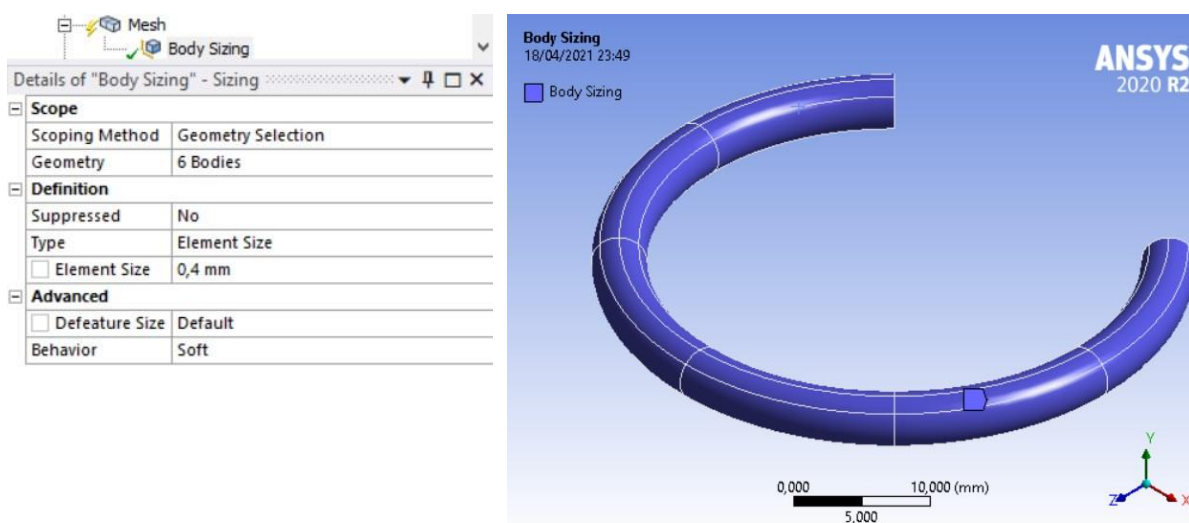 Mesh
Body Sizing
Details of "Body Sizing" - Sizing
Scope
Scoping Method Geometry Selection
Geometry 6 Bodies
Definition
Suppressed No
Type Element Size
Element Size 0,4 mm
Advanced
Defeature Size Default
Behavior Soft
Body Sizing
18/04/2021 23:49
Body Sizing
ANSYS
2020 R2
0,000 10,000 (mm)
5,000
Y
Z X